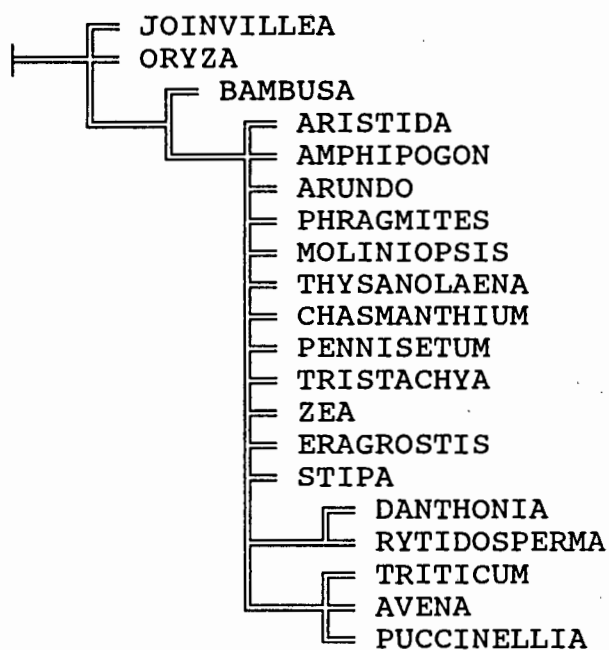 JOINVILLEA
ORYZA
BAMBUSA
ARISTIDA
AMPHIPOGON
ARUNDO
PHRAGMITES
MOLINIOPSIS
THYSANOLAENA
CHASMANTHIUM
PENNISETUM
TRISTACHYA
ZEA
ERAGROSTIS
STIPA
DANTHONIA
RYTIDOSPERMA
TRITICUM
AVENA
PUCCINELLIA